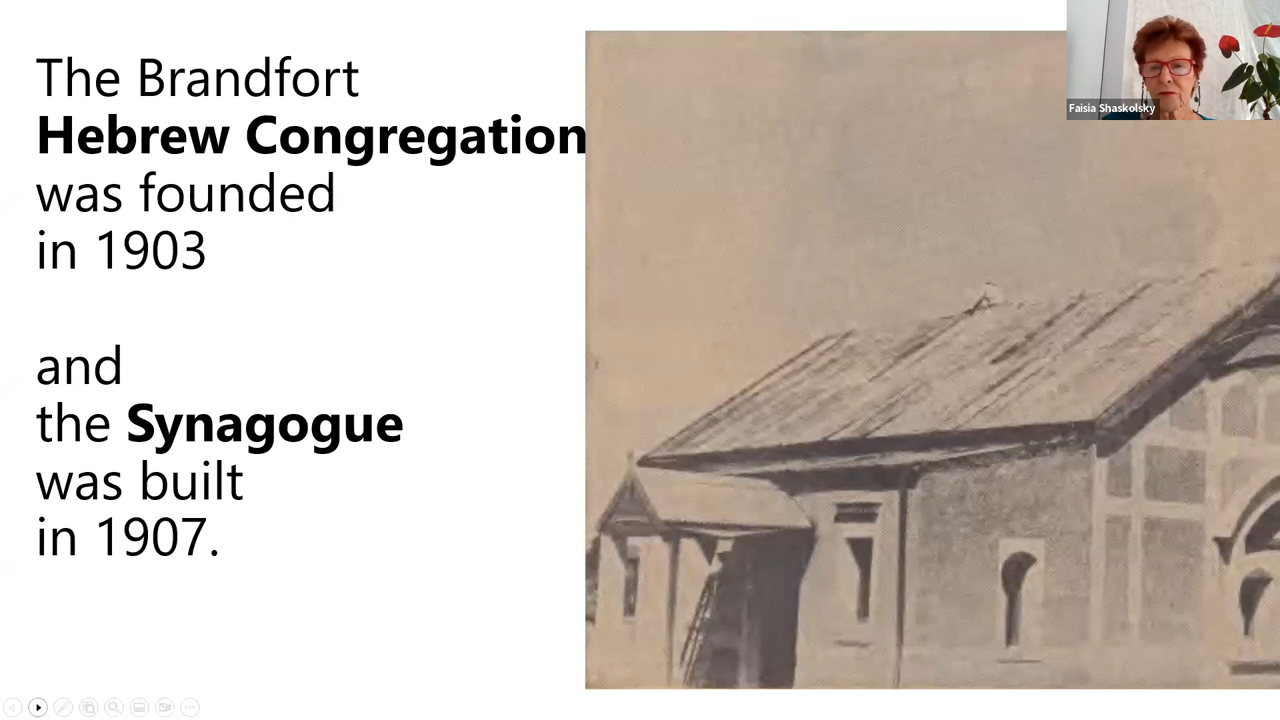 The Brandfort
Hebrew Congregation
was founded
in 1903
and
the Synagogue
was built
in 1907.
Faisia Shaskolsky